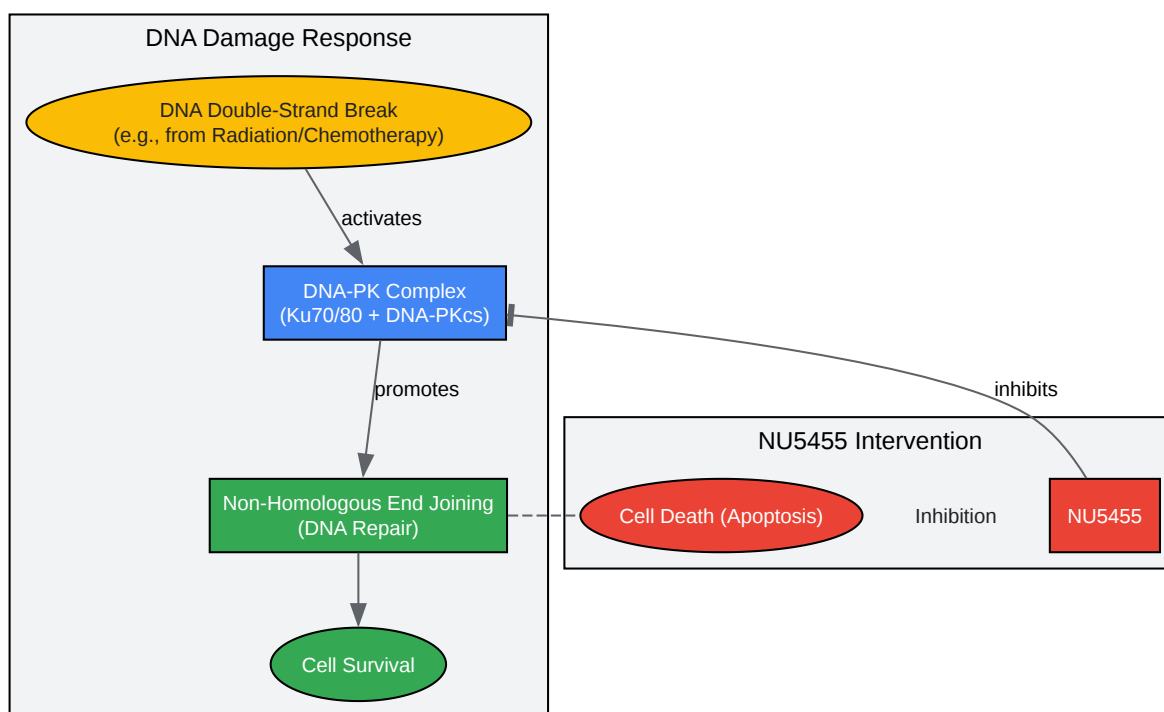 DNA Damage Response
DNA Double-Strand Break
(e.g., from Radiation/Chemotherapy)
activates
DNA-PK Complex
(Ku70/80 + DNA-PKcs)
promotes
inhibits
NU5455 Intervention
Non-Homologous End Joining
(DNA Repair)
Cell Death (Apoptosis)
Inhibition
NU5455
Cell Survival